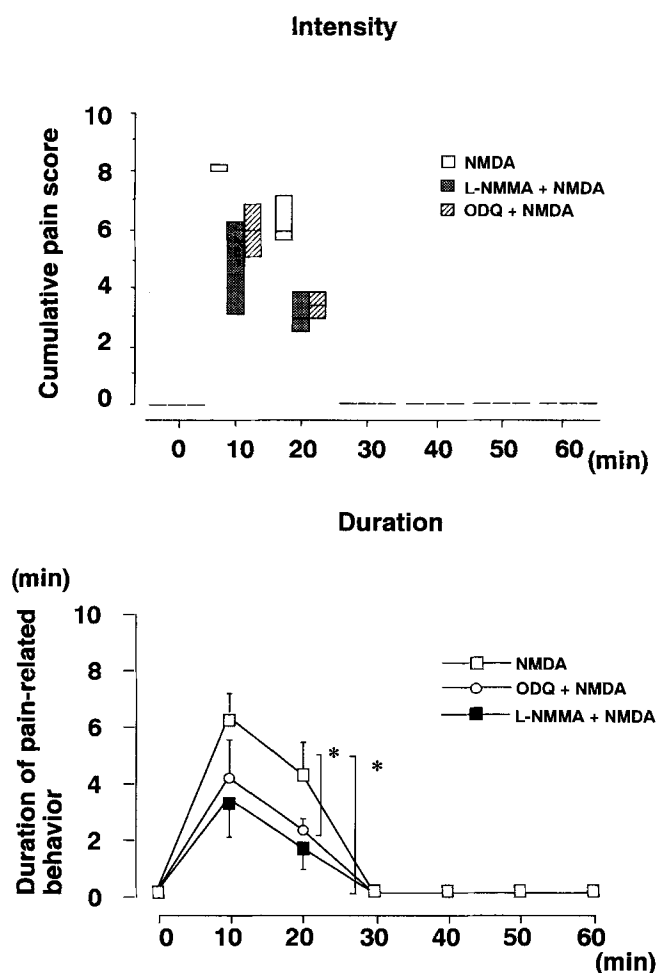 Intensity
Cumulative pain score
10
8
6
4
2
0
NMDA
L-NMMA + NMDA
ODQ + NMDA
0 10 20 30 40 50 60
(min)
Duration
(min)
Duration of pain-related
behavior
10
8
6
4
2
0
NMDA
ODQ + NMDA
L-NMMA + NMDA
* *
0 10 20 30 40 50 60
(min)